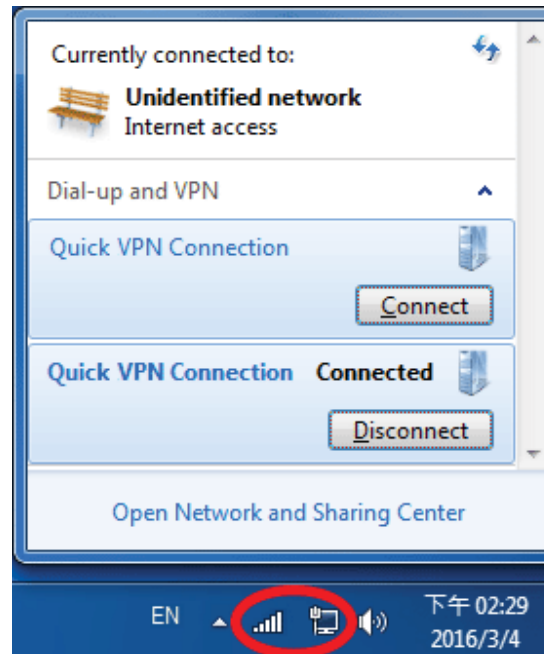 Currently connected to:
Unidentified network
Internet access
Dial-up and VPN
Quick VPN Connection
Connect
Quick VPN Connection Connected
Disconnect
Open Network and Sharing Center
EN
下午 02:29
2016/3/4